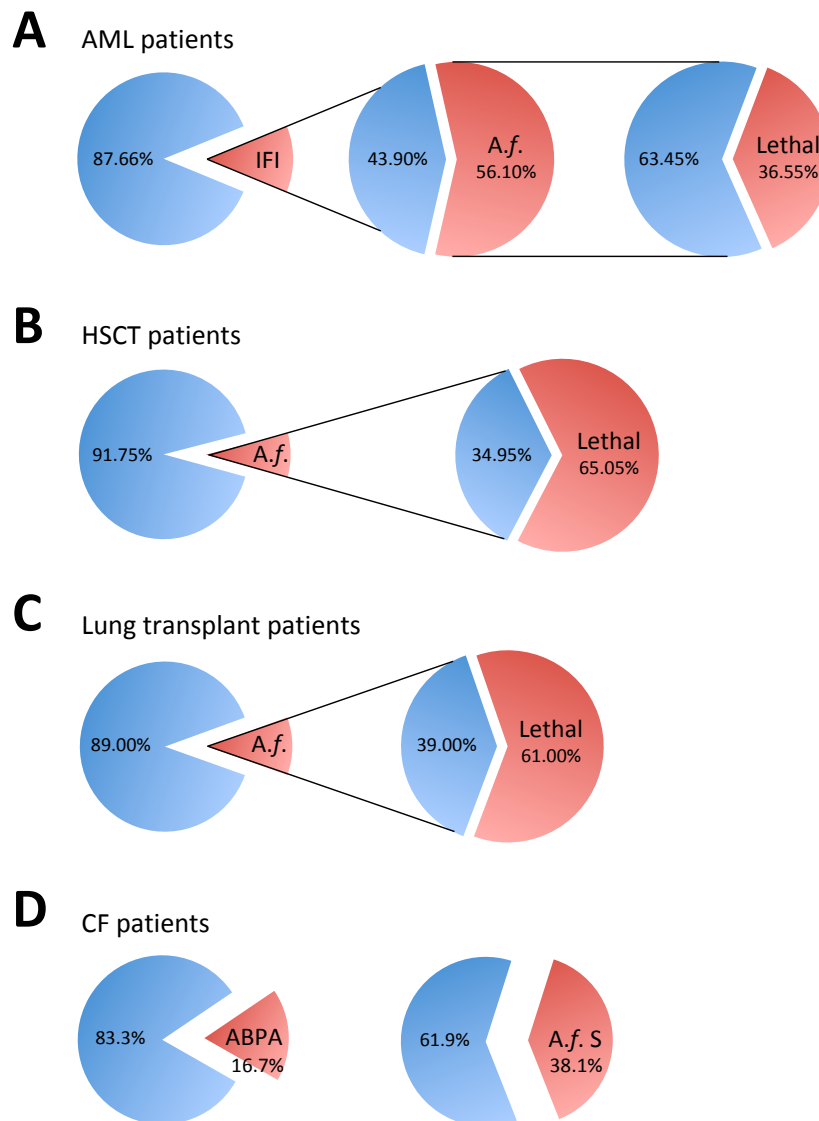 A
AML patients
87.66%
IFI
43.90%
A.f.
56.10%
63.45%
Lethal
36.55%
B
HSCT patients
91.75%
A.f.
34.95%
Lethal
65.05%
C
Lung transplant patients
89.00%
A.f.
39.00%
Lethal
61.00%
D
CF patients
83.3%
ABPA
16.7%
61.9%
A.f. S
38.1%